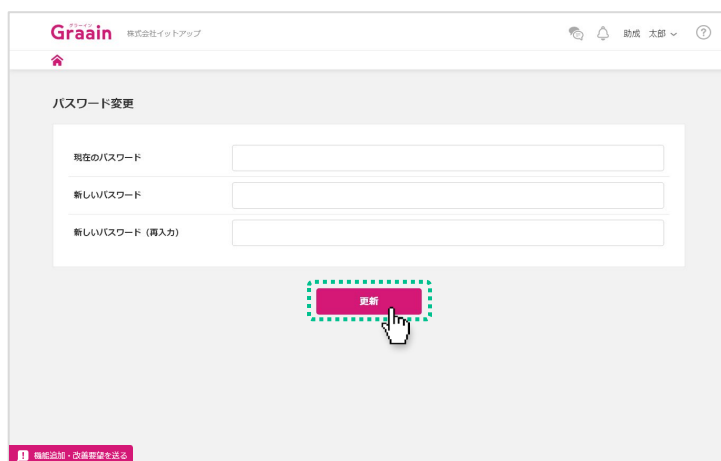 グラーイン
Graain 株式会社イットアップ 助成 太郎
パスワード変更
現在のパスワード
新しいパスワード
新しいパスワード（再入力）
更新
機能追加・改善要望を送る